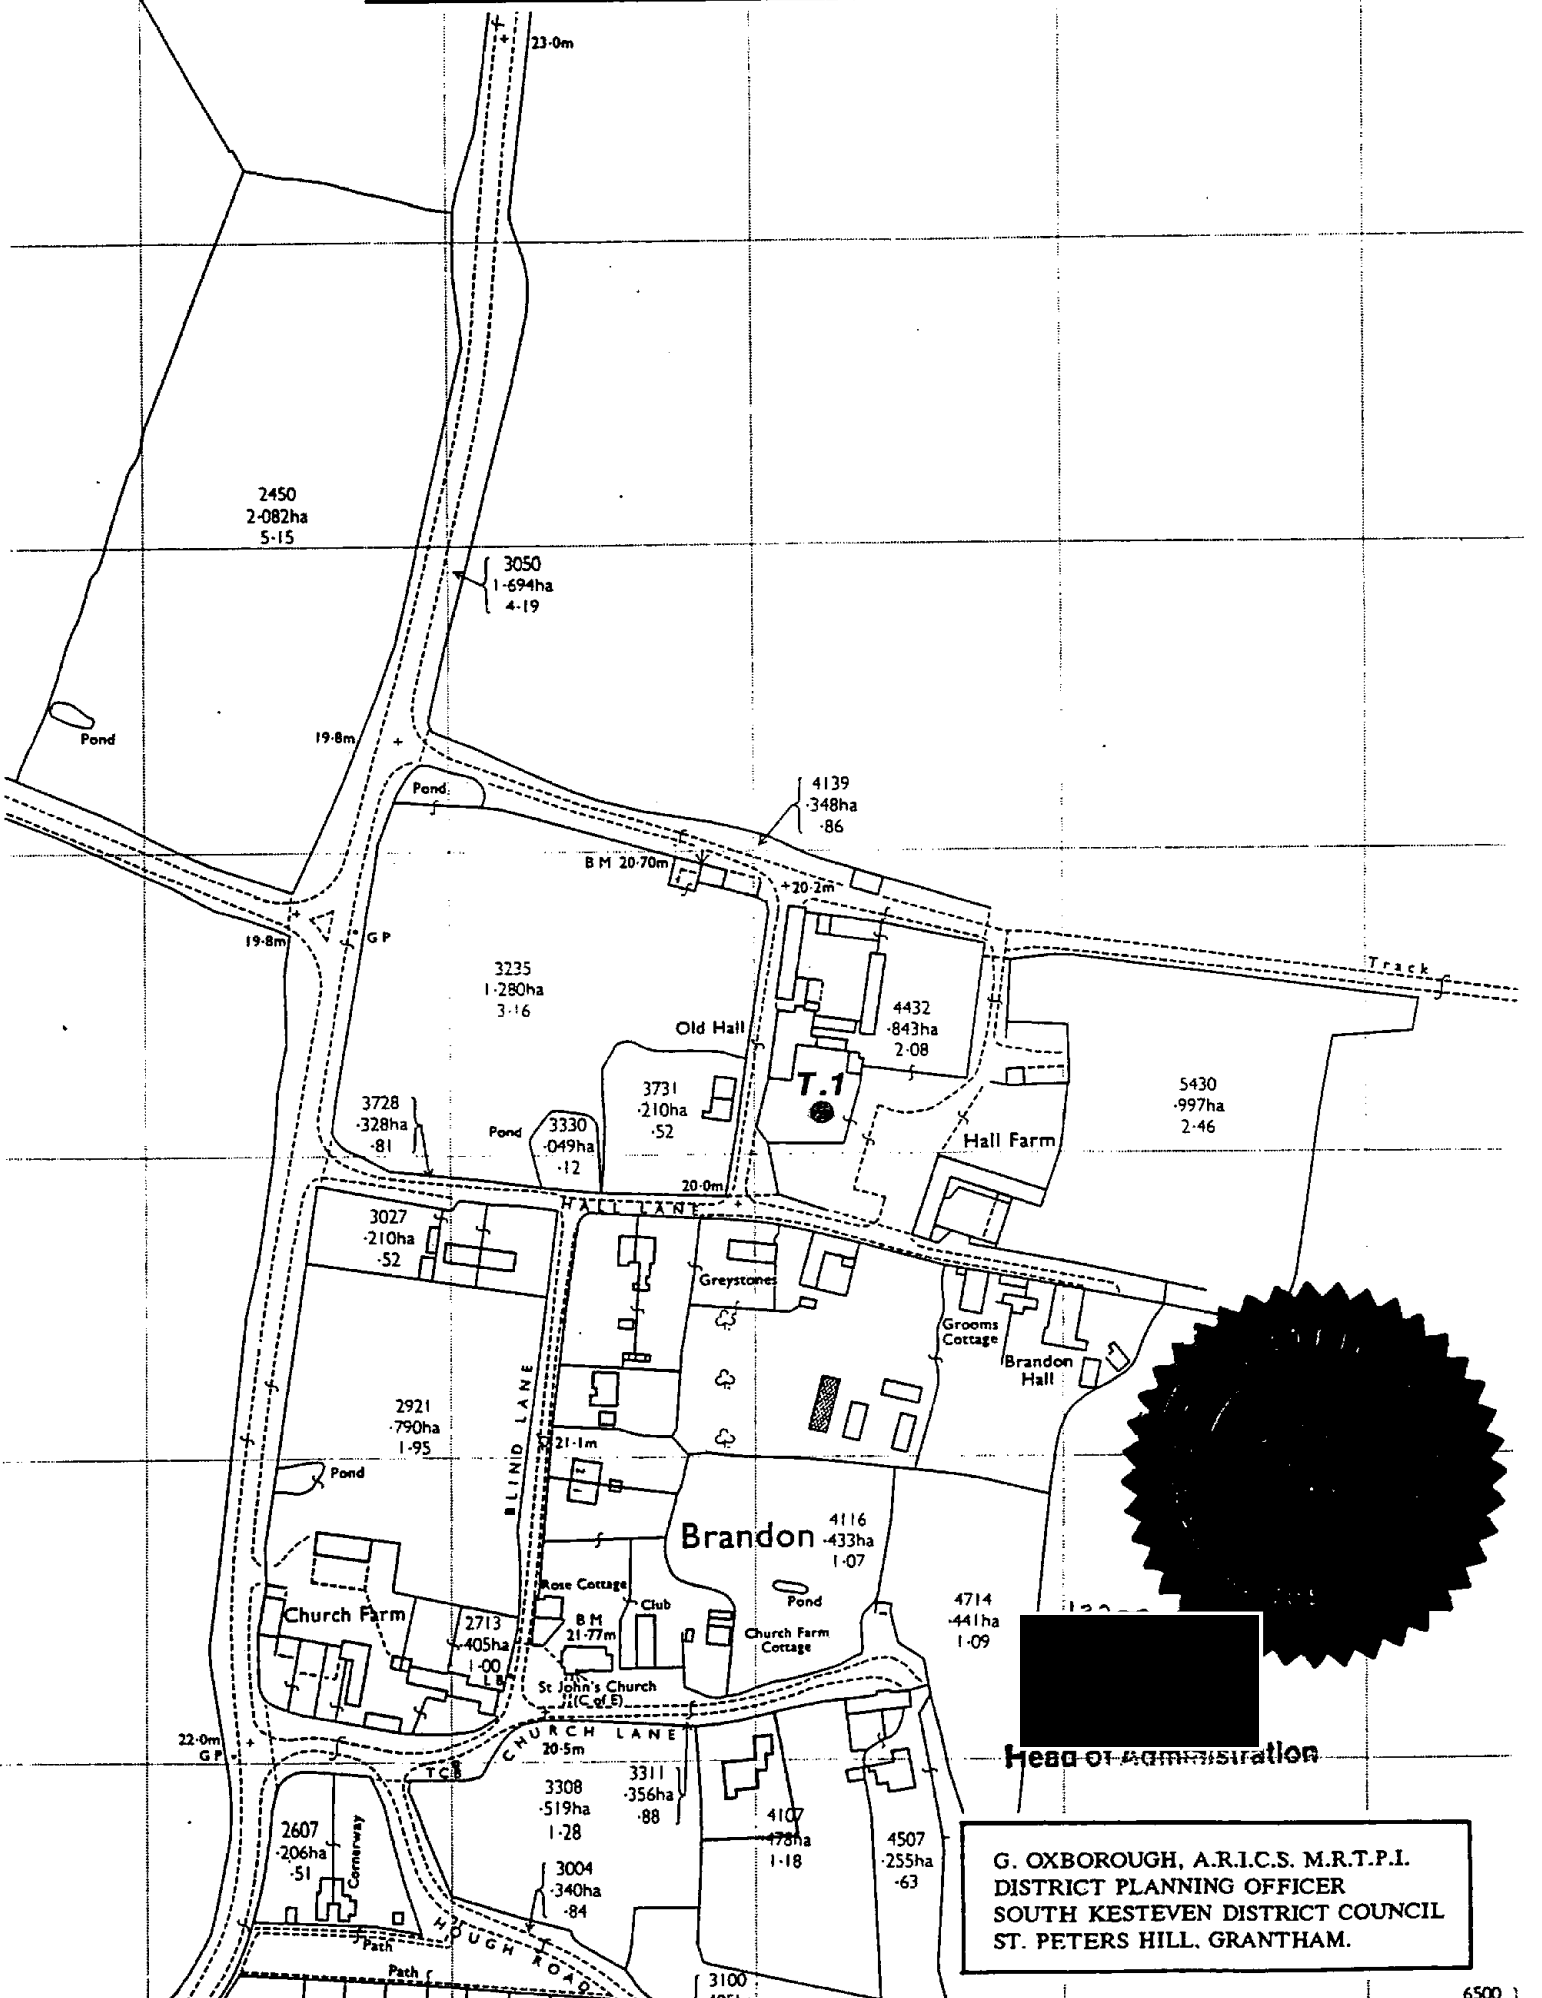 23·0m
2450
2·082ha
5·15
3050
1·694ha
4·19
Pond
19·8m
Pond
4139
·348ha
·86
B M 20·70m
20·2m
19·8m
G P
Track
3235
1·280ha
3·16
Old Hall
4432
·843ha
2·08
T.1
3731
·210ha
·52
5430
·997ha
2·46
3728
·328ha
·81
Pond
3330
·049ha
·12
Hall Farm
20·0m
HALL LANE
3027
·210ha
·52
Greystones
Grooms
Cottage
Brandon
Hall
BLIND LANE
2921
·790ha
1·95
21·1m
Pond
2
1
Brandon
4116
·433ha
1·07
Rose Cottage
Club
Pond
Church Farm
2713
·405ha
1·00
L B
B M
21·77m
Church Farm
Cottage
4714
·441ha
1·09
St John's Church
(C of E)
CHURCH LANE
22·0m
G P
20·5m
T C B
Head of Administration
3308
·519ha
1·28
3311
·356ha
·88
4107
·478ha
1·18
4507
·255ha
·63
2607
·206ha
·51
Cornerway
3004
·340ha
·84
G. OXBOROUGH, A.R.I.C.S. M.R.T.P.I.
DISTRICT PLANNING OFFICER
SOUTH KESTEVEN DISTRICT COUNCIL
ST. PETERS HILL, GRANTHAM.
HOUGH ROAD
Path
Path
3100
6500